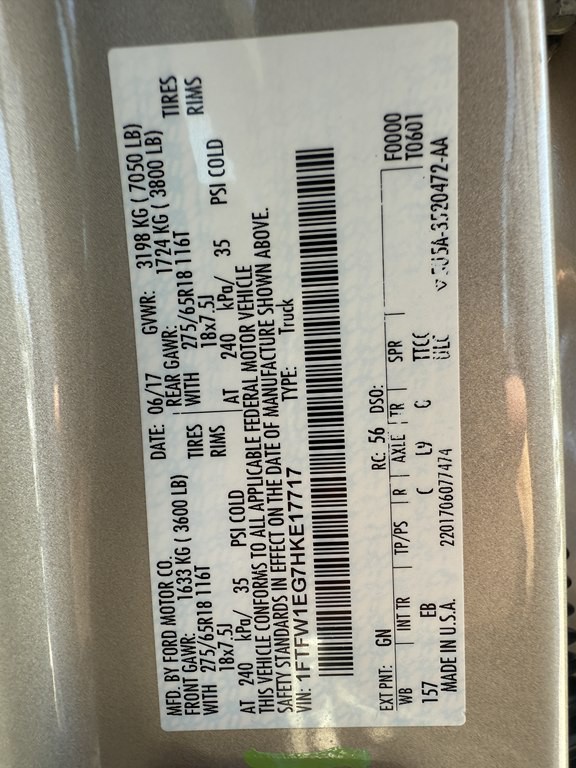 MFD. BY FORD MOTOR CO.
DATE: 06/17 GVWR: 3198 KG ( 7050 LB)
FRONT GAWR: 1633 KG ( 3600 LB) REAR GAWR: 1724 KG ( 3800 LB)
WITH 275/65R18 116T TIRES WITH 275/65R18 116T TIRES
18x7.5J RIMS 18x7.5J RIMS
AT 240 kPa/ 35 PSI COLD AT 240 kPa/ 35 PSI COLD
THIS VEHICLE CONFORMS TO ALL APPLICABLE FEDERAL MOTOR VEHICLE
SAFETY STANDARDS IN EFFECT ON THE DATE OF MANUFACTURE SHOWN ABOVE.
VIN: 1FTFW1EG7HKE17717 TYPE: Truck
EXT PNT: GN RC: 56 DSO: F0000
T0601
WB INT TR TP/PS R AXLE TR SPR
157 EB C L9 G TTCC
MADE IN U.S.A. 2201706077474